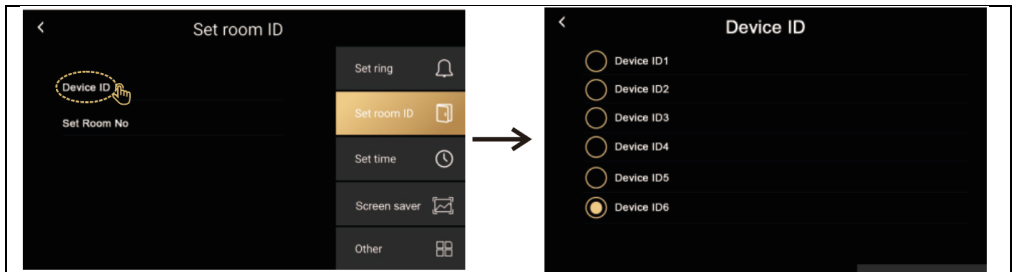 Set room ID
Device ID
Set Room No
Set ring
Set room ID
Set time
Screen saver
Other
Device ID
Device ID1
Device ID2
Device ID3
Device ID4
Device ID5
Device ID6